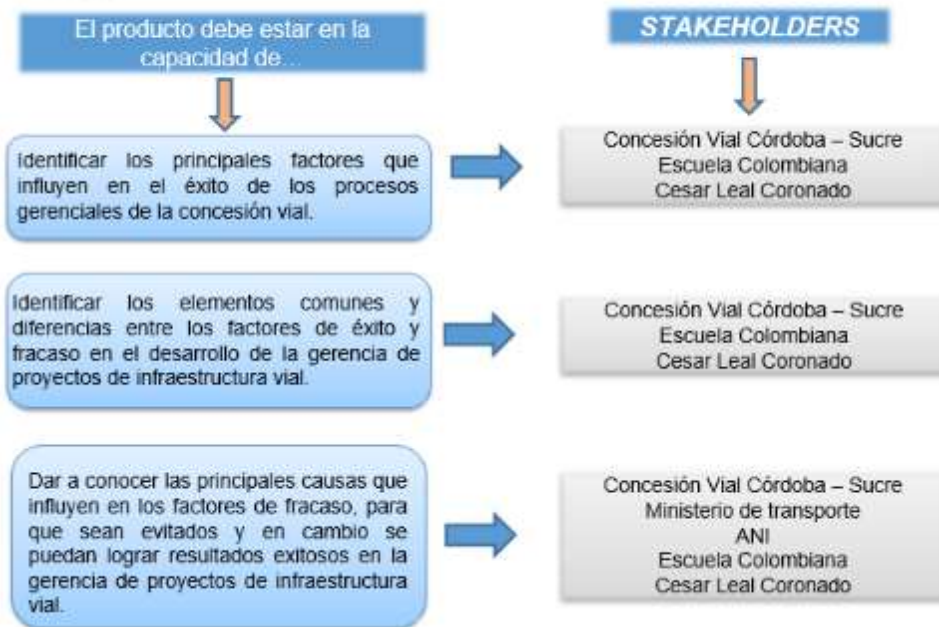 El producto debe estar en la
capacidad de...
STAKEHOLDERS
Identificar los principales factores que
influyen en el éxito de los procesos
gerenciales de la concesión vial.
Concesión Vial Córdoba – Sucre
Escuela Colombiana
Cesar Leal Coronado
Identificar los elementos comunes y
diferencias entre los factores de éxito y
fracaso en el desarrollo de la gerencia de
proyectos de infraestructura vial.
Concesión Vial Córdoba – Sucre
Escuela Colombiana
Cesar Leal Coronado
Dar a conocer las principales causas que
influyen en los factores de fracaso, para
que sean evitados y en cambio se
puedan lograr resultados exitosos en la
gerencia de proyectos de infraestructura
vial.
Concesión Vial Córdoba – Sucre
Ministerio de transporte
ANI
Escuela Colombiana
Cesar Leal Coronado